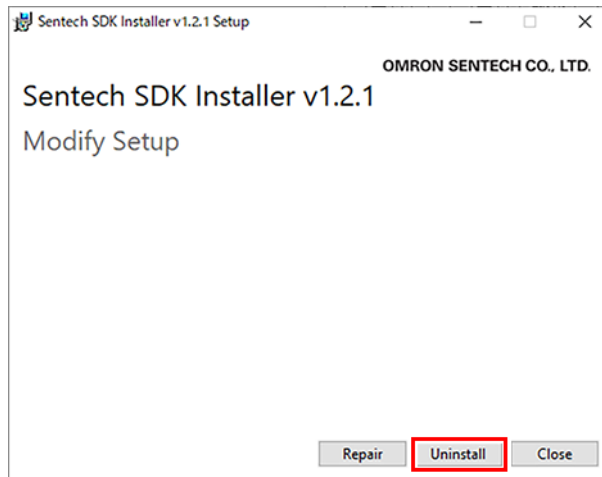 Sentech SDK Installer v1.2.1 Setup
OMRON SENTECH CO., LTD.
Sentech SDK Installer v1.2.1
Modify Setup
Repair Uninstall Close